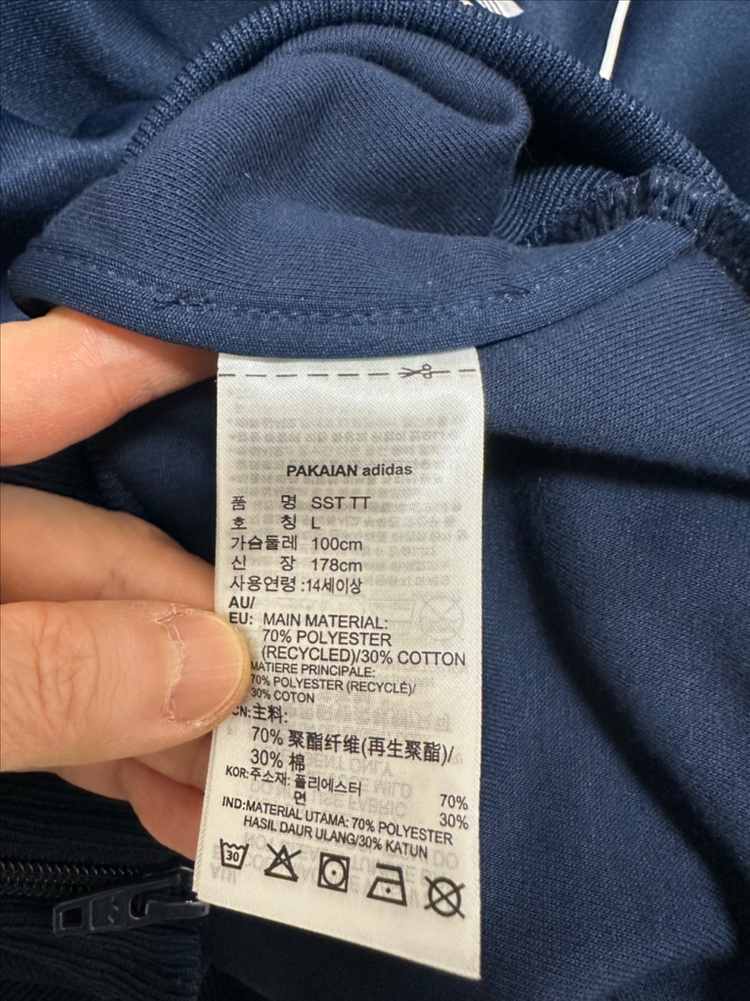 PAKAIAN adidas
품 명 SST TT
호 칭 L
가슴둘레 100cm
신 장 178cm
사용연령 :14세이상
AU/
EU: MAIN MATERIAL:
70% POLYESTER
(RECYCLED)/30% COTTON
MATIERE PRINCIPALE:
70% POLYESTER (RECYCLÉ)/
30% COTON
CN:主料:
70% 聚酯纤维(再生聚酯)/
30% 棉
KOR:주소재: 폴리에스터 70%
면 30%
IND:MATERIAL UTAMA: 70% POLYESTER
HASIL DAUR ULANG/30% KATUN
30